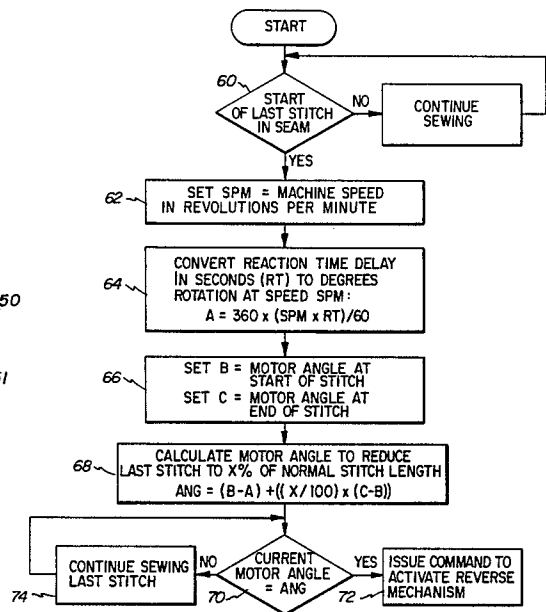 START
60
START
OF LAST STITCH
IN SEAM
NO
CONTINUE
SEWING
YES
62
SET SPM = MACHINE SPEED
IN REVOLUTIONS PER MINUTE
64
CONVERT REACTION TIME DELAY
IN SECONDS (RT) TO DEGREES
ROTATION AT SPEED SPM:
A = 360 x (SPM x RT)/60
50
51
66
SET B = MOTOR ANGLE AT
START OF STITCH
SET C = MOTOR ANGLE AT
END OF STITCH
68
CALCULATE MOTOR ANGLE TO REDUCE
LAST STITCH TO X% OF NORMAL STITCH LENGTH
ANG = (B-A) +(( X/100) x (C-B))
CONTINUE SEWING
LAST STITCH
74
NO
CURRENT
MOTOR ANGLE
= ANG
70
YES
ISSUE COMMAND TO
ACTIVATE REVERSE
MECHANISM
72